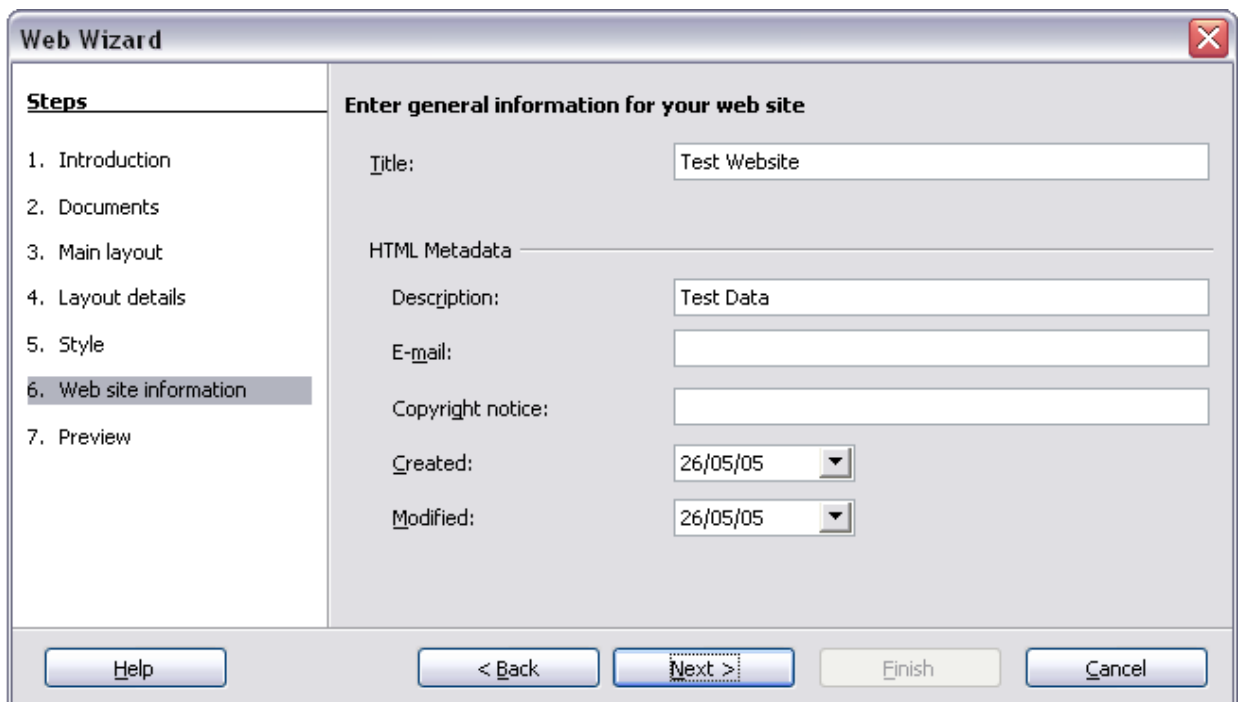 Web Wizard
Steps
1. Introduction
2. Documents
3. Main layout
4. Layout details
5. Style
6. Web site information
7. Preview
Enter general information for your web site
Title: Test Website
HTML Metadata
Description: Test Data
E-mail:
Copyright notice:
Created: 26/05/05
Modified: 26/05/05
Help < Back Next > Finish Cancel